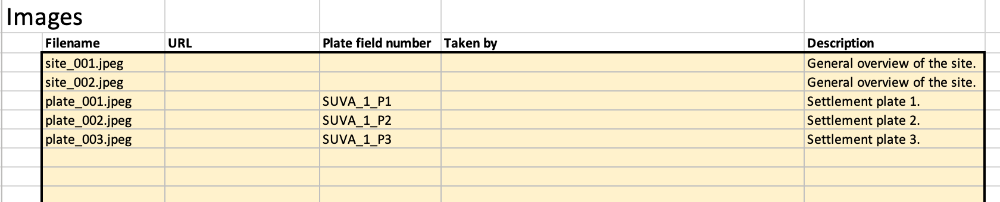 Images
Filename URL Plate field number Taken by Description
site_001.jpeg General overview of the site.
site_002.jpeg General overview of the site.
plate_001.jpeg SUVA_1_P1 Settlement plate 1.
plate_002.jpeg SUVA_1_P2 Settlement plate 2.
plate_003.jpeg SUVA_1_P3 Settlement plate 3.